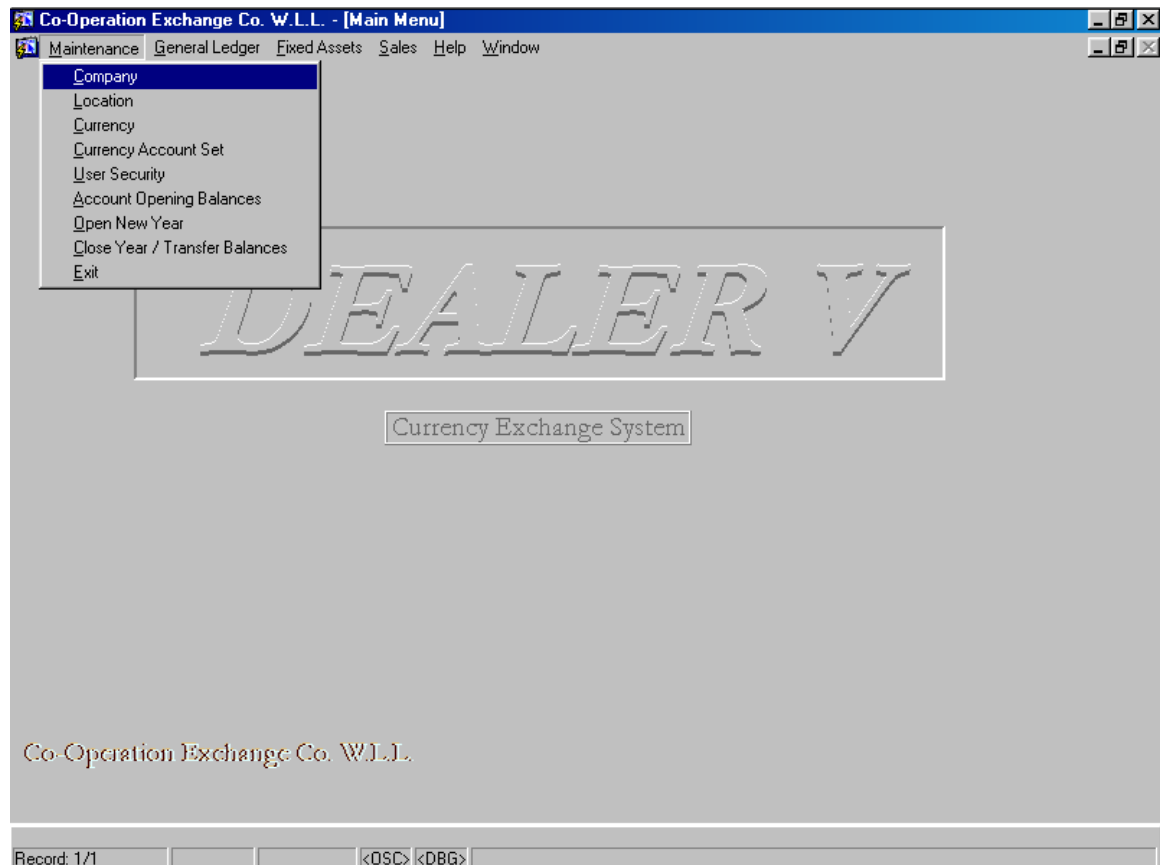 Co-Operation Exchange Co. W.L.L. - [Main Menu]
Maintenance General Ledger Fixed Assets Sales Help Window
Company
Location
Currency
Currency Account Set
User Security
Account Opening Balances
Open New Year
Close Year / Transfer Balances
Exit
DEALER V
Currency Exchange System
Co-Operation Exchange Co. W.L.L.
Record: 1/1 <OSC> <DBG>